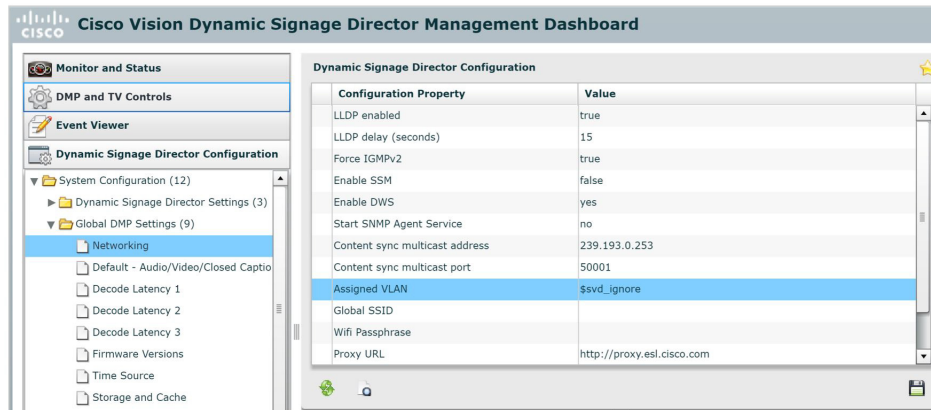 CISCO
Cisco Vision Dynamic Signage Director Management Dashboard
Monitor and Status
DMP and TV Controls
Event Viewer
Dynamic Signage Director Configuration
System Configuration (12)
Dynamic Signage Director Settings (3)
Global DMP Settings (9)
Networking
Default - Audio/Video/Closed Captio
Decode Latency 1
Decode Latency 2
Decode Latency 3
Firmware Versions
Time Source
Storage and Cache
Dynamic Signage Director Configuration
Configuration Property Value
LLDP enabled true
LLDP delay (seconds) 15
Force IGMPv2 true
Enable SSM false
Enable DWS yes
Start SNMP Agent Service no
Content sync multicast address 239.193.0.253
Content sync multicast port 50001
Assigned VLAN $svd_ignore
Global SSID
Wifi Passphrase
Proxy URL http://proxy.esl.cisco.com